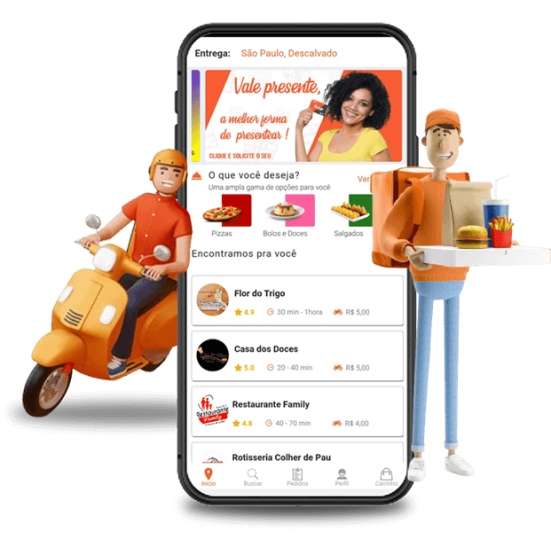 Entrega: São Paulo, Descalvado
Vale presente,
a melhor forma
de presentear !
CLIQUE E SOLICITE O SEU
O que você deseja?
Ver
Uma ampla gama de opções para você
Pizzas
Bolos e Doces
Salgados
Encontramos pra você
Flor do Trigo
4.9 30 min - 1hora R$ 5,00
Casa dos Doces
5.0 20 - 40 min R$ 5,00
Restaurante Family
Restaurante
Family
4.8 40 - 70 min R$ 4,00
Rotisseria Colher de Pau
Início Buscar Pedidos Perfil Carrinho